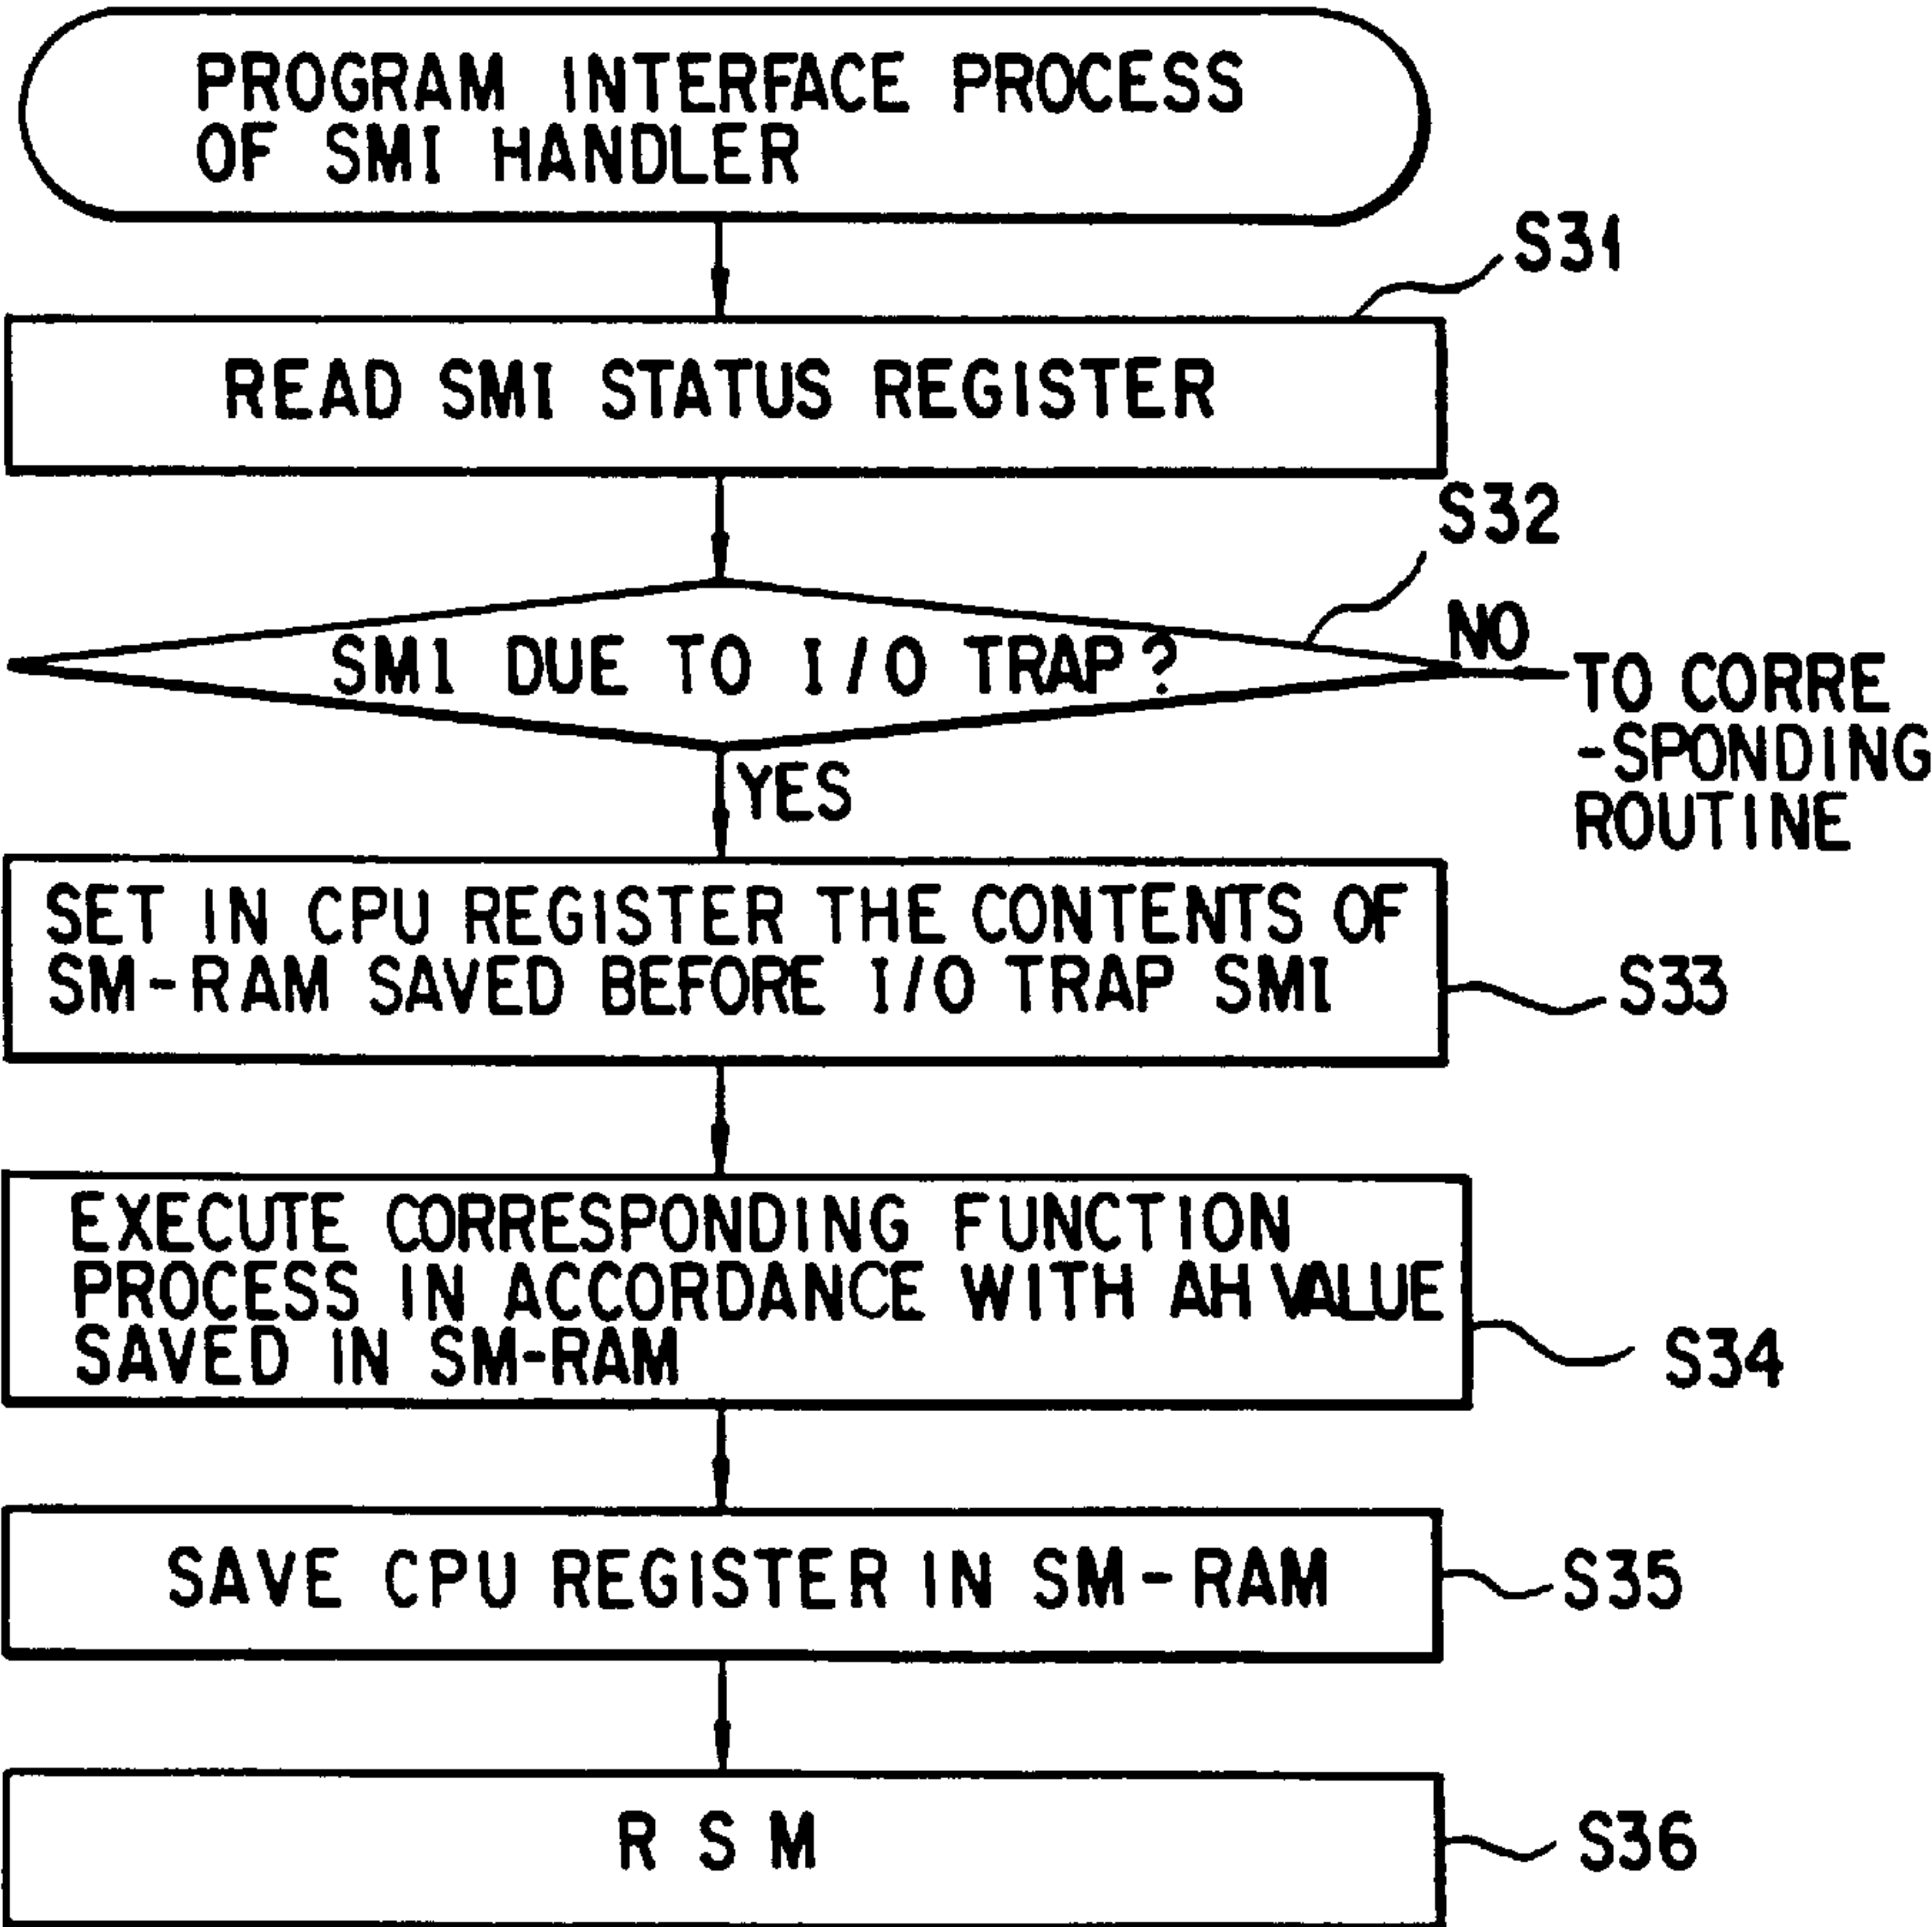 PROGRAM INTERFACE PROCESS
OF SMI HANDLER
S31
READ SMI STATUS REGISTER
S32
SMI DUE TO I/O TRAP?
NO
TO CORRE
-SPONDING
ROUTINE
YES
SET IN CPU REGISTER THE CONTENTS OF
SM-RAM SAVED BEFORE I/O TRAP SMI
S33
EXECUTE CORRESPONDING FUNCTION
PROCESS IN ACCORDANCE WITH AH VALUE
SAVED IN SM-RAM
S34
SAVE CPU REGISTER IN SM-RAM
S35
R S M
S36